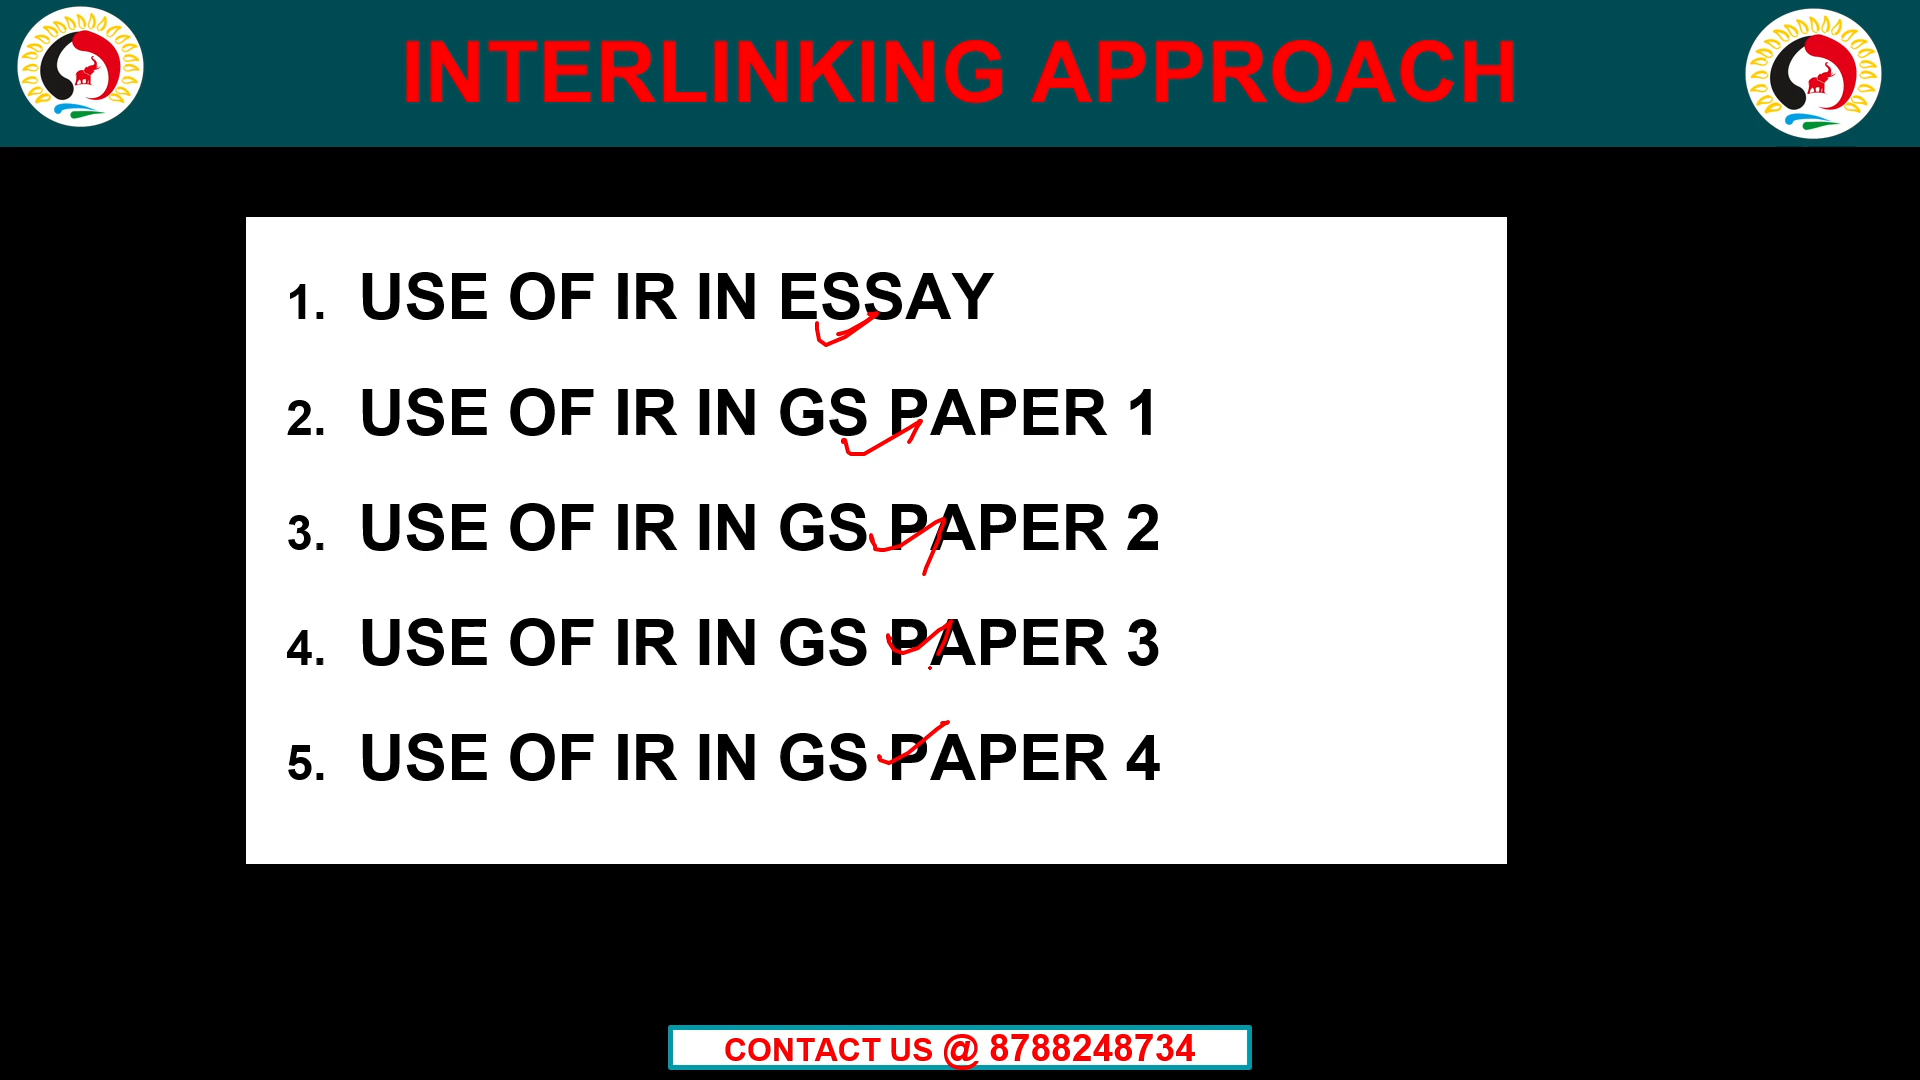 INTERLINKING APPROACH
1. USE OF IR IN ESSAY
2. USE OF IR IN GS PAPER 1
3. USE OF IR IN GS PAPER 2
4. USE OF IR IN GS PAPER 3
5. USE OF IR IN GS PAPER 4
CONTACT US @ 8788248734